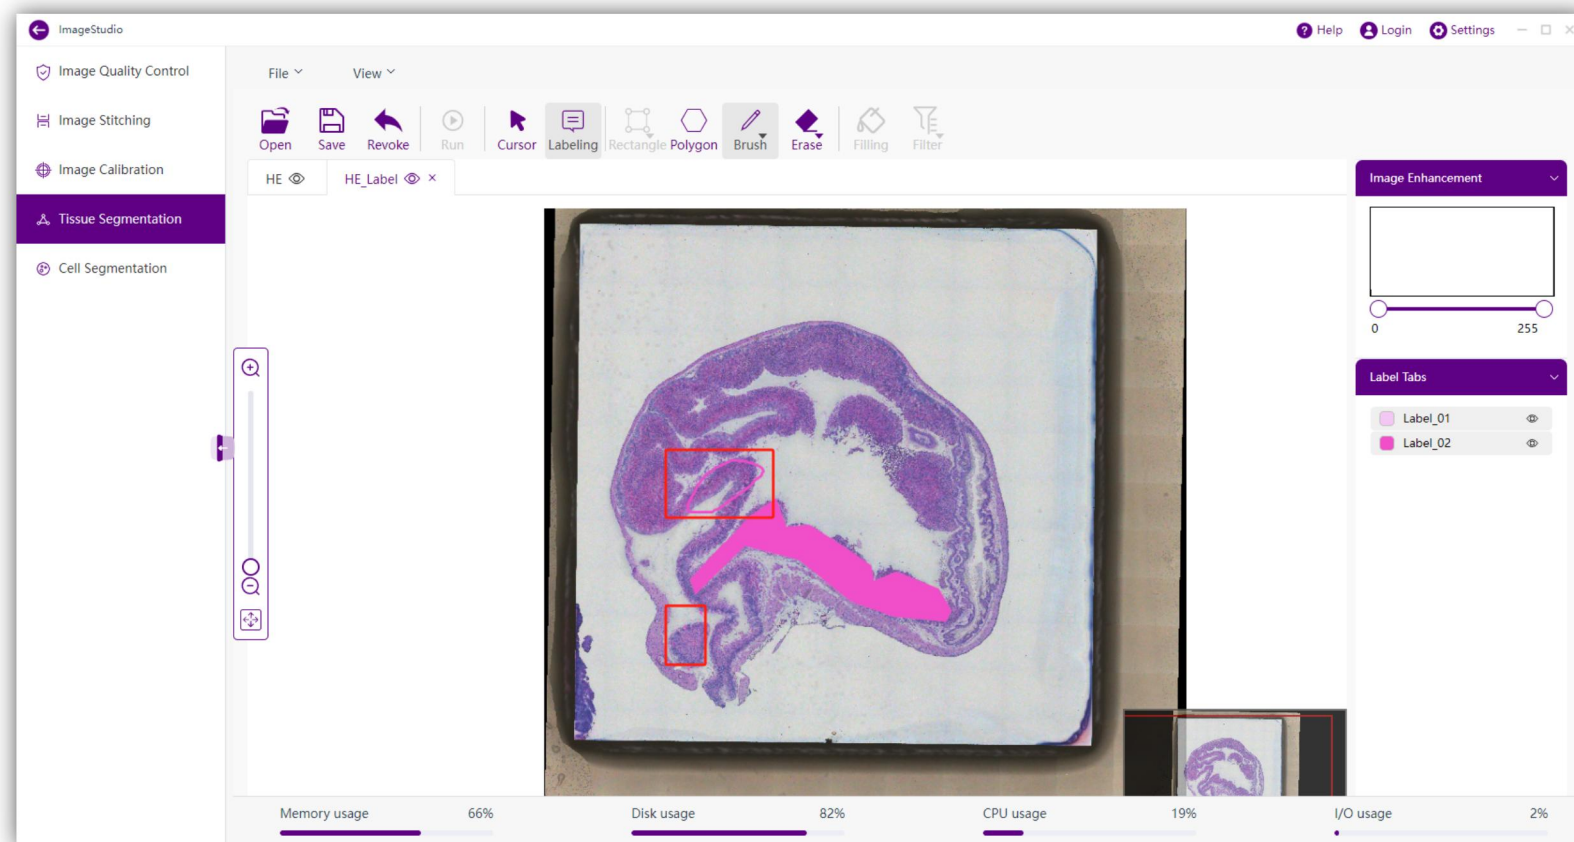 ImageStudio
Help Login Settings
Image Quality Control
Image Stitching
Image Calibration
Tissue Segmentation
Cell Segmentation
File View
Open Save Revoke Run Cursor Labeling Rectangle Polygon Brush Erase Filling Filter
HE HE_Label
Image Enhancement
0 255
Label Tabs
Label_01
Label_02
Memory usage 66% Disk usage 82% CPU usage 19% I/O usage 2%